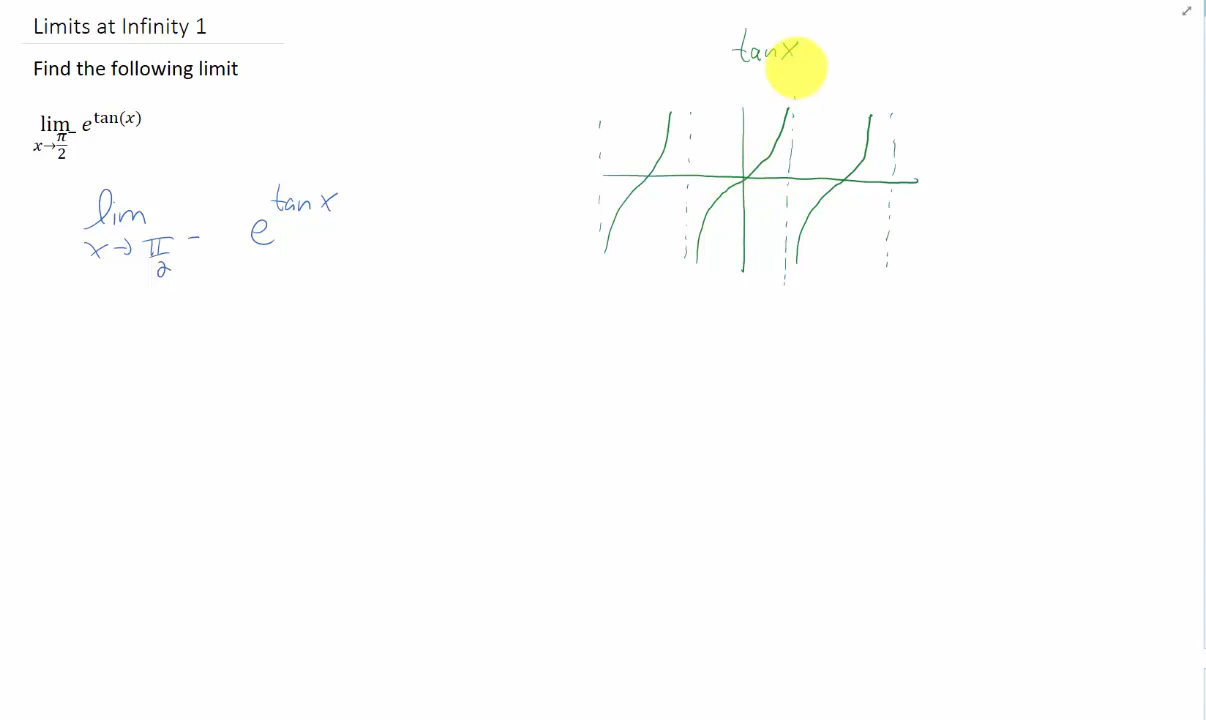 Limits at Infinity 1
Find the following limit
lim e^tan(x)
x→π/2−
lim e^tan x
x→π/2 −
tan x